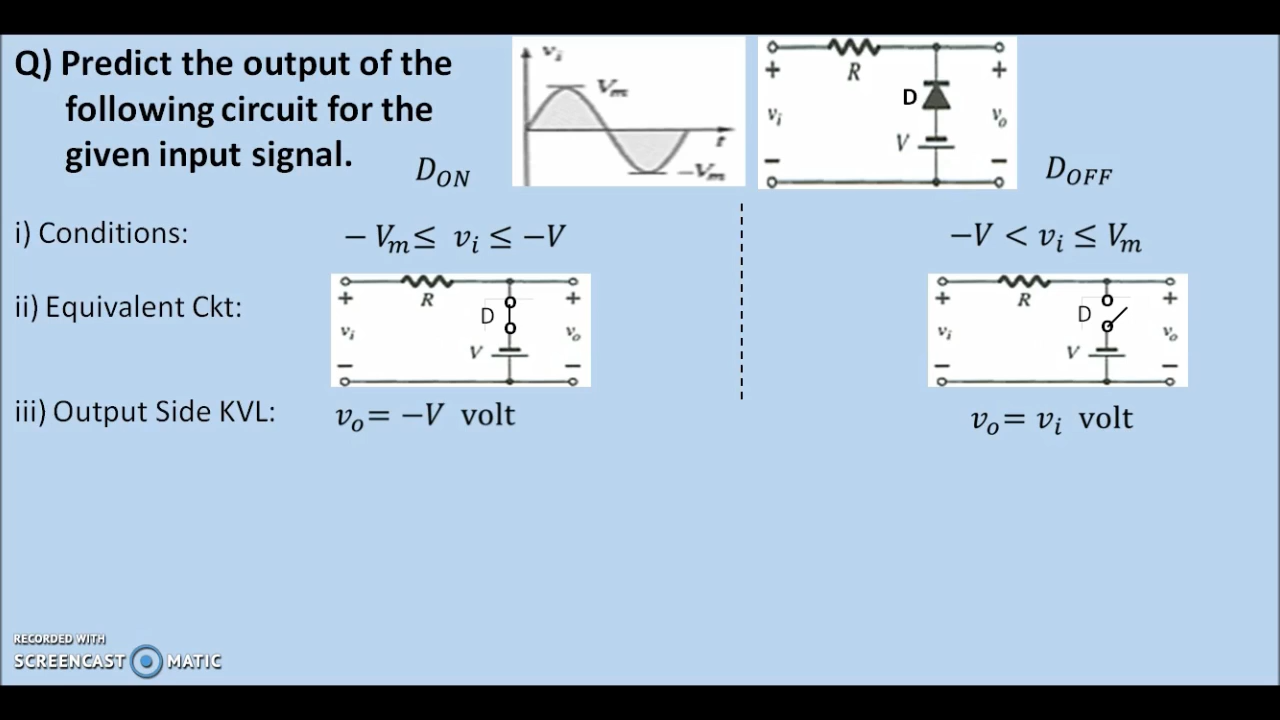 Q) Predict the output of the
following circuit for the
given input signal.
v_i
V_m
t
−V_m
R
+
+
D
v_i
V
v_o
−
−
D_ON
D_OFF
i) Conditions:
− V_m ≤ v_i ≤ −V
−V < v_i ≤ V_m
ii) Equivalent Ckt:
+
R
+
D
v_i
V
v_o
−
−
+
R
+
D
v_i
V
v_o
−
−
iii) Output Side KVL:
v_o = −V volt
v_o = v_i volt
RECORDED WITH
SCREENCAST MATIC